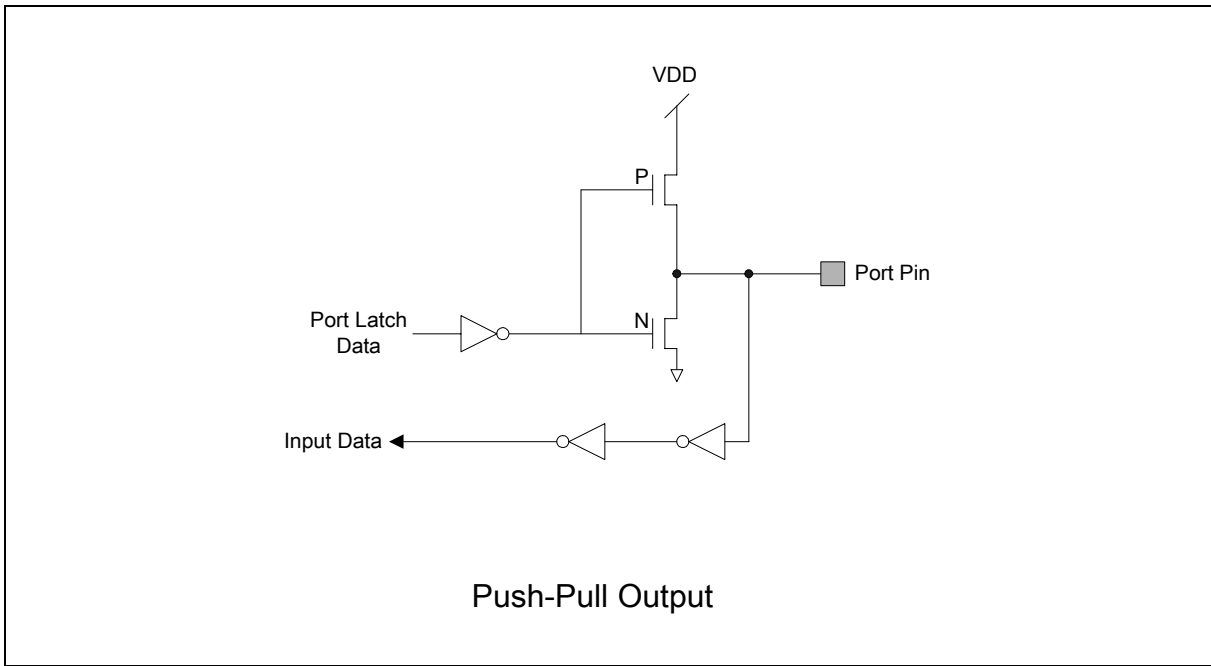 VDD
P
Port Pin
N
Port Latch
Data
Input Data
Push-Pull Output